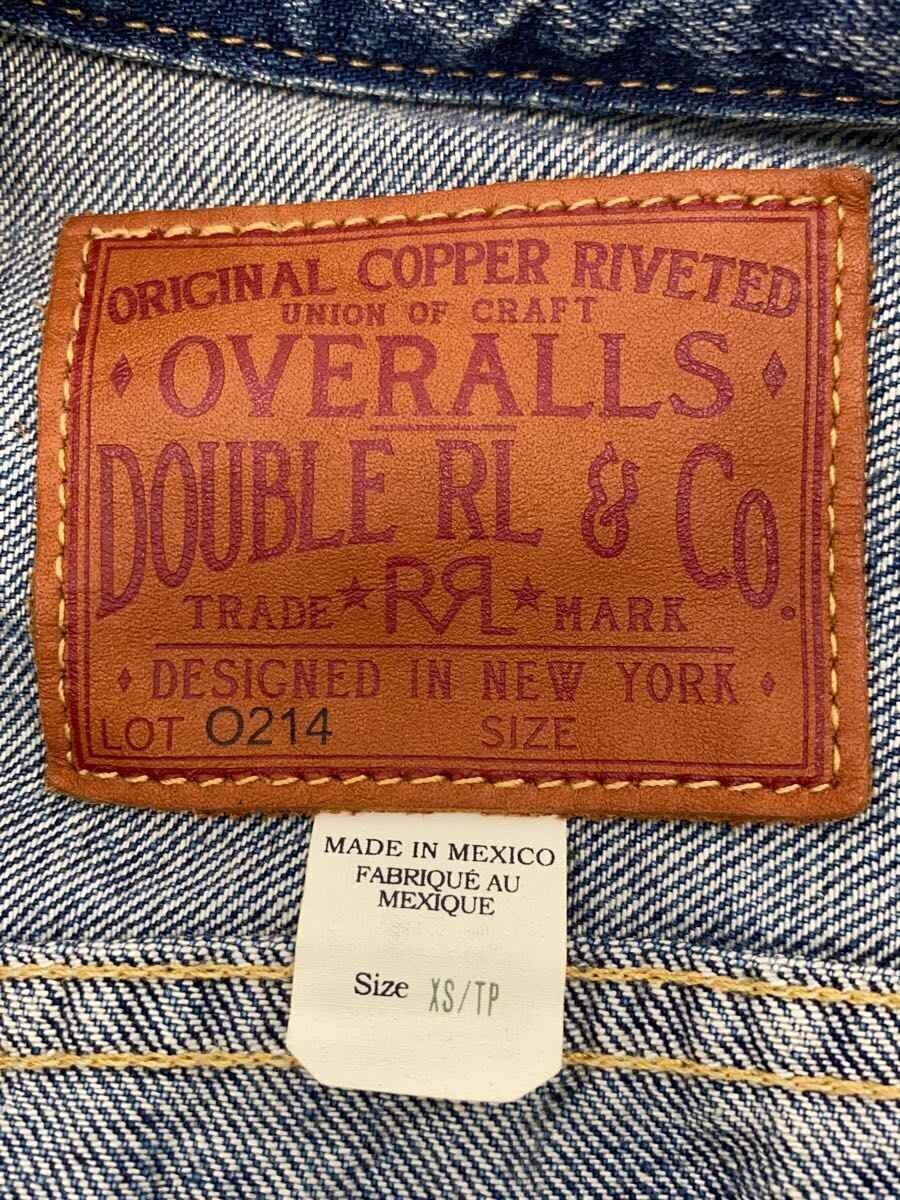 ORIGINAL COPPER RIVETED
UNION OF CRAFT
OVERALLS
DOUBLE RL & Co.
TRADE ★ RRL ★ MARK
DESIGNED IN NEW YORK
LOT 0214 SIZE
MADE IN MEXICO
FABRIQUÉ AU
MEXIQUE
Size XS/TP